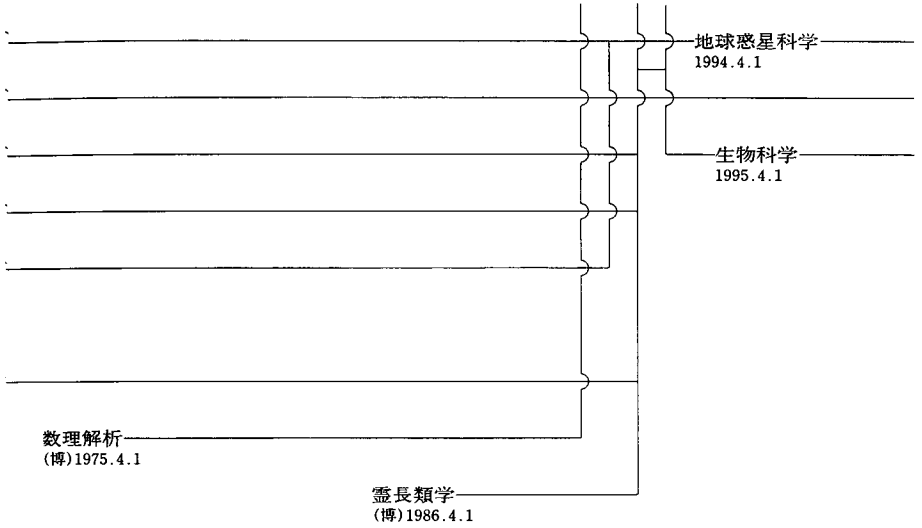 地球惑星科学
1994.4.1
生物科学
1995.4.1
数理解析
(博)1975.4.1
霊長類学
(博)1986.4.1